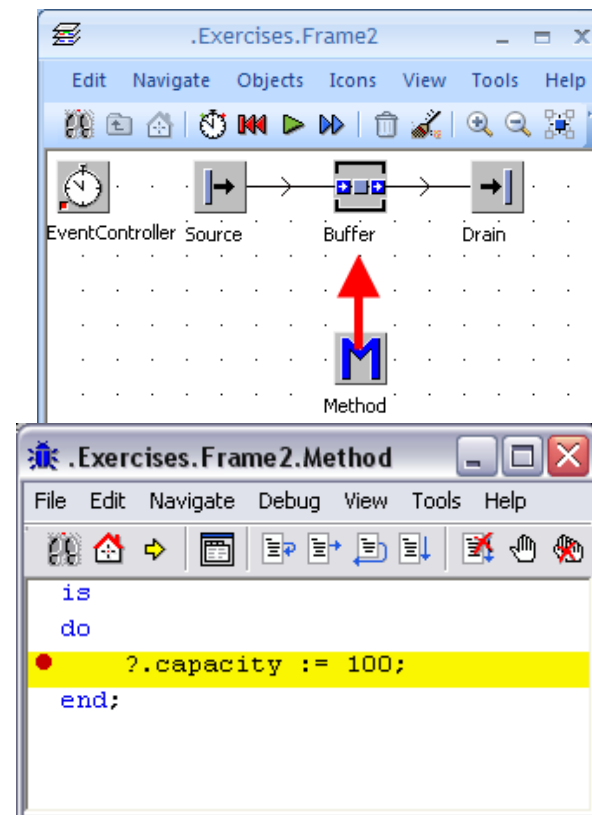 .Exercises.Frame2
Edit Navigate Objects Icons View Tools Help
EventController Source Buffer Drain
M
Method
.Exercises.Frame2.Method
File Edit Navigate Debug View Tools Help
is
do
?.capacity := 100;
end;